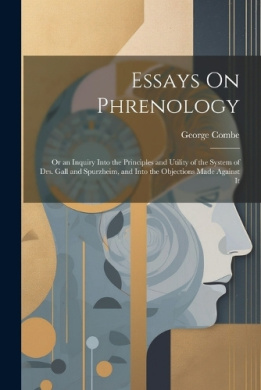 Essays On
Phrenology
George Combe
Or an Inquiry Into the Principles and Utility of the System of
Drs. Gall and Spurzheim, and Into the Objections Made Against
It